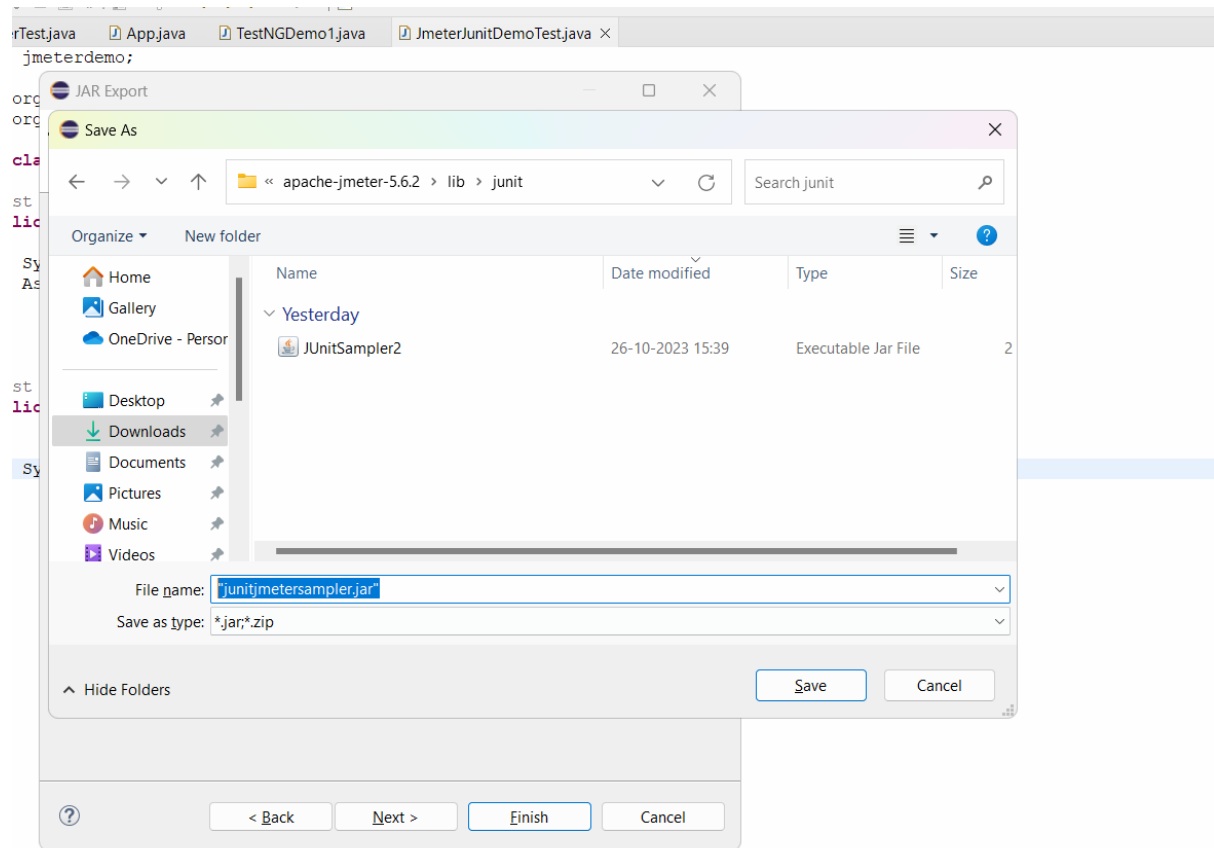 rTest.java App.java TestNGDemo1.java JmeterJunitDemoTest.java
jmeterdemo;
JAR Export
org
org
Save As
cla
« apache-jmeter-5.6.2 > lib > junit Search junit
st
lic
Organize New folder
Sy
As
Home Name Date modified Type Size
Gallery
Yesterday
OneDrive - Person
JUnitSampler2 26-10-2023 15:39 Executable Jar File 2
st
lic
Desktop
Downloads
Documents
Sy
Pictures
Music
Videos
File name: "junitjmetersampler.jar"
Save as type: *.jar;*.zip
Hide Folders Save Cancel
? < Back Next > Finish Cancel